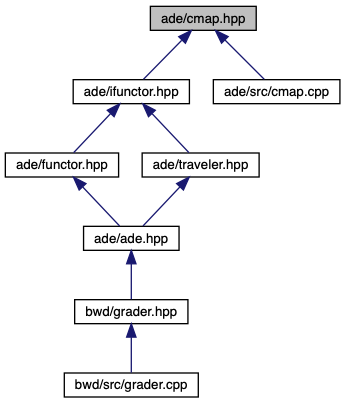 ade/cmap.hpp
ade/ifunctor.hpp
ade/src/cmap.cpp
ade/functor.hpp
ade/traveler.hpp
ade/ade.hpp
bwd/grader.hpp
bwd/src/grader.cpp